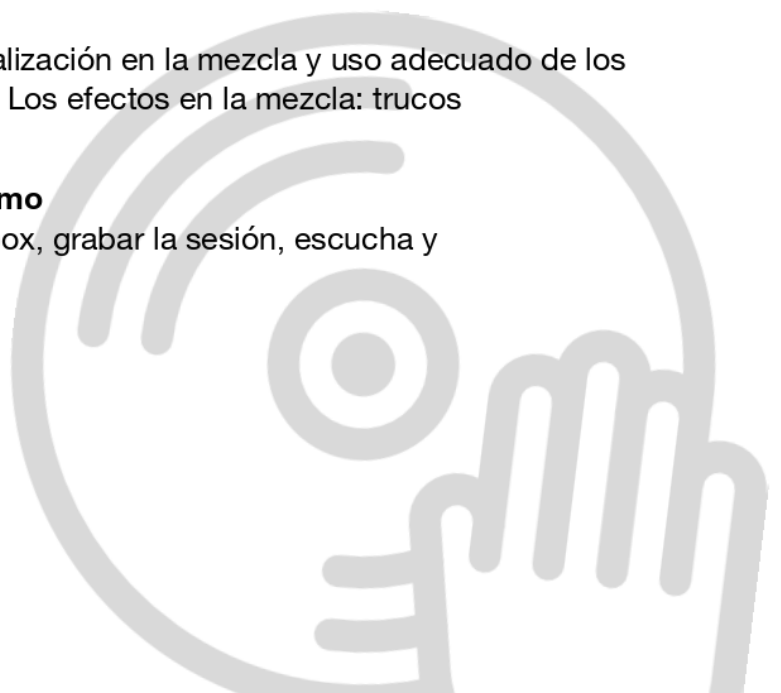 alización en la mezcla y uso adecuado de los
Los efectos en la mezcla: trucos
mo
ox, grabar la sesión, escucha y